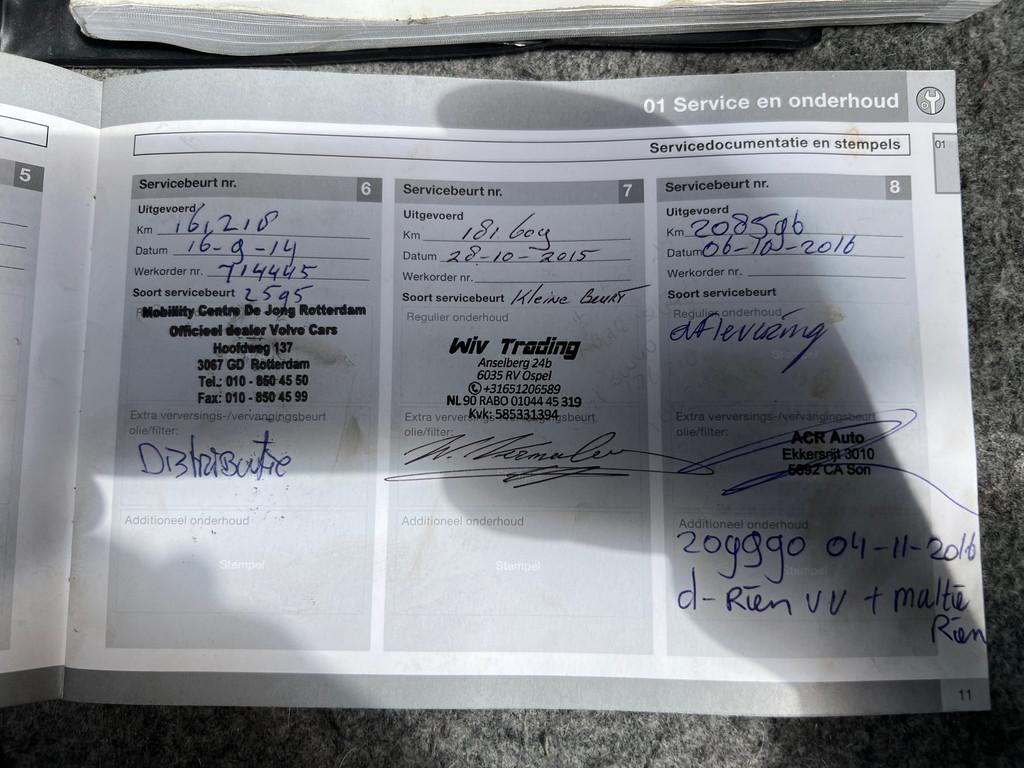 01 Service en onderhoud
01
Servicedocumentatie en stempels
5
Servicebeurt nr. 6
Uitgevoerd
Km 161,218
Datum 16-9-14
Werkorder nr. 714445
Soort servicebeurt 2595
Mobility Centre De Jong Rotterdam
Officieel dealer Volvo Cars
Hoofdweg 137
3067 GD Rotterdam
Tel.: 010 - 850 45 50
Fax: 010 - 850 45 99
Extra verversings-/vervangingsbeurt
olie/filter:
Distributie
Additioneel onderhoud
Stempel
Servicebeurt nr. 7
Uitgevoerd
Km 181 609
Datum 28-10-2015
Werkorder nr.
Soort servicebeurt Kleine Beurt
Regulier onderhoud
Wiv Trading
Anselberg 24b
6035 RV Ospel
+31651206589
NL 90 RABO 01044 45 319
Kvk: 585331394
Extra verversings-/vervangingsbeurt
olie/filter:
Additioneel onderhoud
Stempel
Servicebeurt nr. 8
Uitgevoerd
Km 208596
Datum 06-10-2016
Werkorder nr.
Soort servicebeurt
Regulier onderhoud
aflevering
Stempel
Extra verversings-/vervangingsbeurt
olie/filter:
ACR Auto
Ekkersrijt 3010
5692 CA Son
Additioneel onderhoud
209990 04-11-2016
d-Riem VV + multie
Riem
11